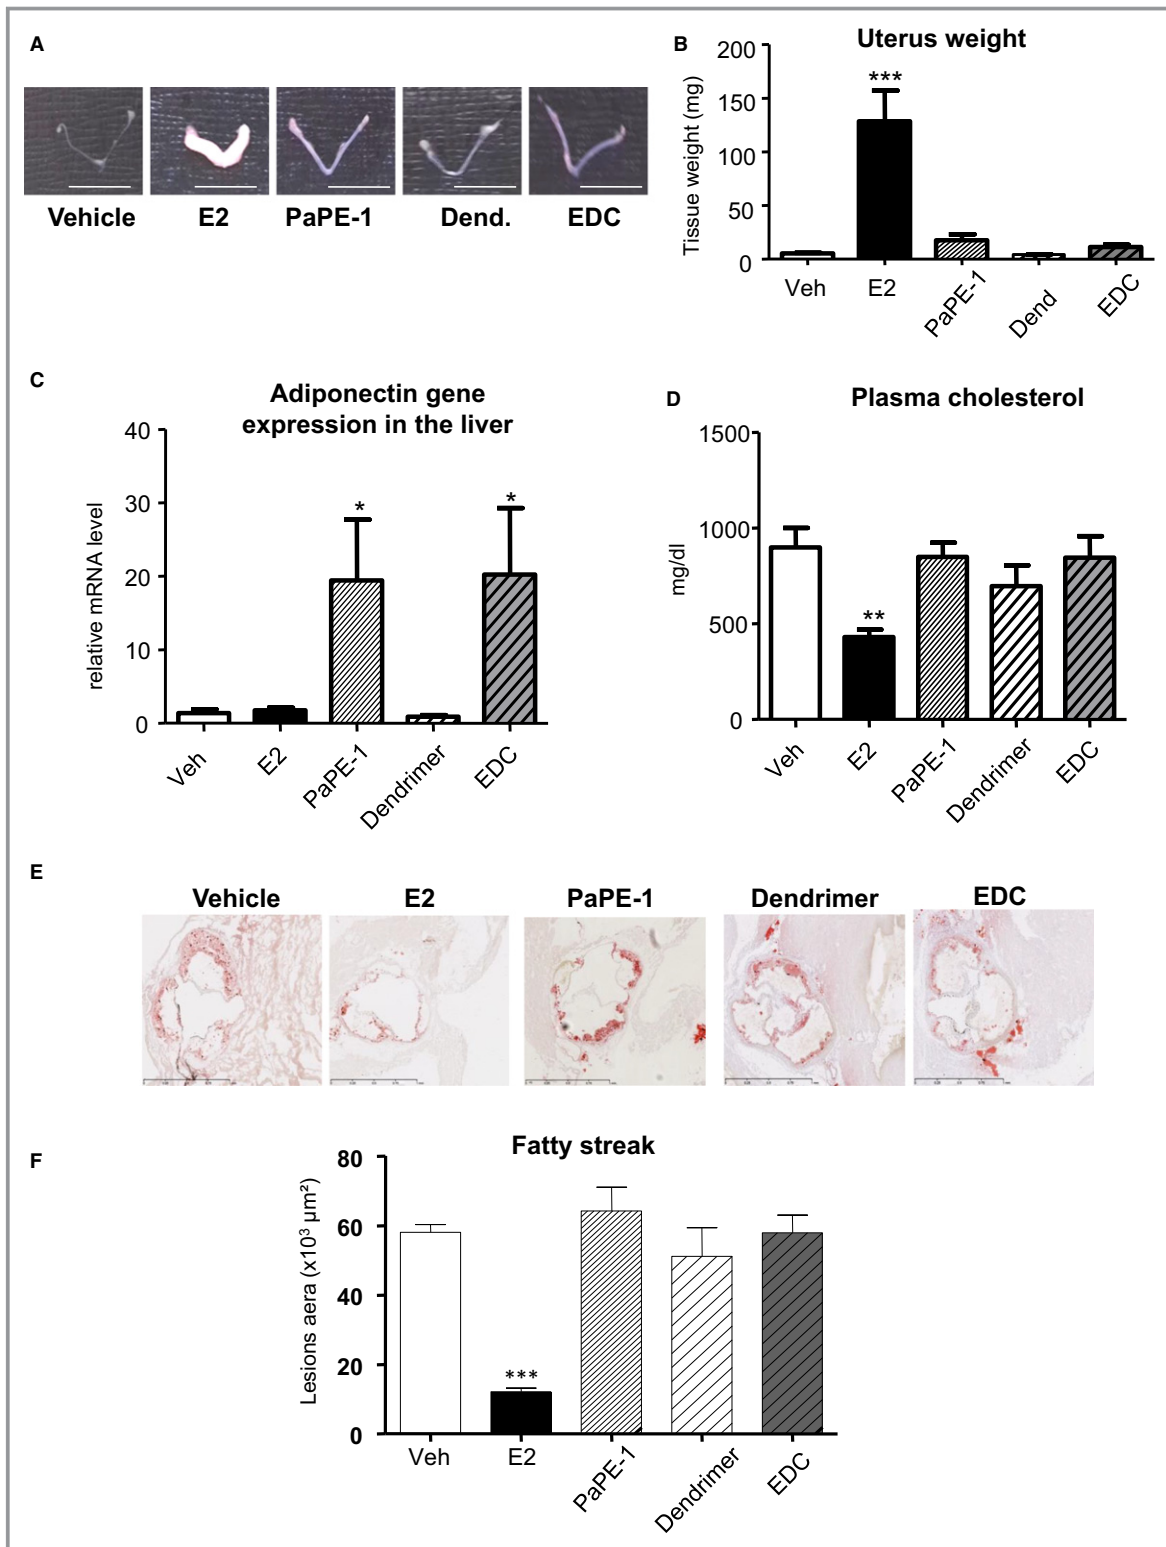 A
Vehicle
E2
PaPE-1
Dend.
EDC
B
Uterus weight
Tissue weight (mg)
200
150
100
50
0
***
Veh
E2
PaPE-1
Dend
EDC
C
Adiponectin gene
expression in the liver
relative mRNA level
40
30
20
10
0
*
*
Veh
E2
PaPE-1
Dendrimer
EDC
D
Plasma cholesterol
mg/dl
1500
1000
500
0
**
Veh
E2
PaPE-1
Dendrimer
EDC
E
Vehicle
E2
PaPE-1
Dendrimer
EDC
F
Fatty streak
Lesions aera (x10³ µm²)
80
60
40
20
0
***
Veh
E2
PaPE-1
Dendrimer
EDC